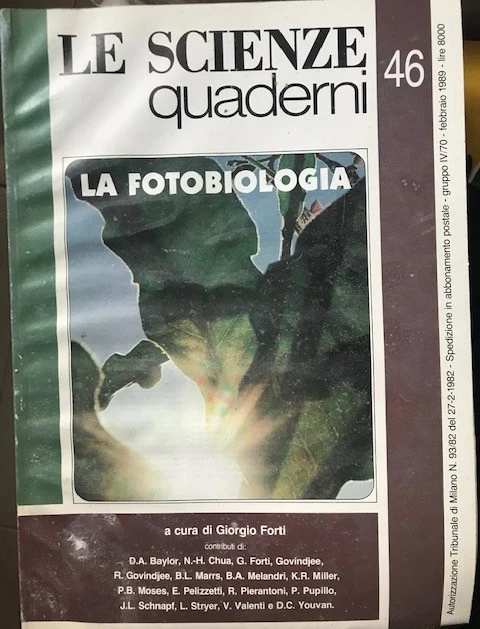 LE SCIENZE
quaderni
46
LA FOTOBIOLOGIA
a cura di Giorgio Forti
contributi di:
D.A. Baylor, N.-H. Chua, G. Forti, Govindjee,
R. Govindjee, B.L. Marrs, B.A. Melandri, K.R. Miller,
P.B. Moses, E. Pelizzetti, R. Pierantoni, P. Pupillo,
J.L. Schnapf, L. Stryer, V. Valenti e D.C. Youvan.
Autorizzazione Tribunale di Milano N. 93/82 del 27-2-1982 - Spedizione in abbonamento postale - gruppo IV/70 - febbraio 1989 - lire 8000